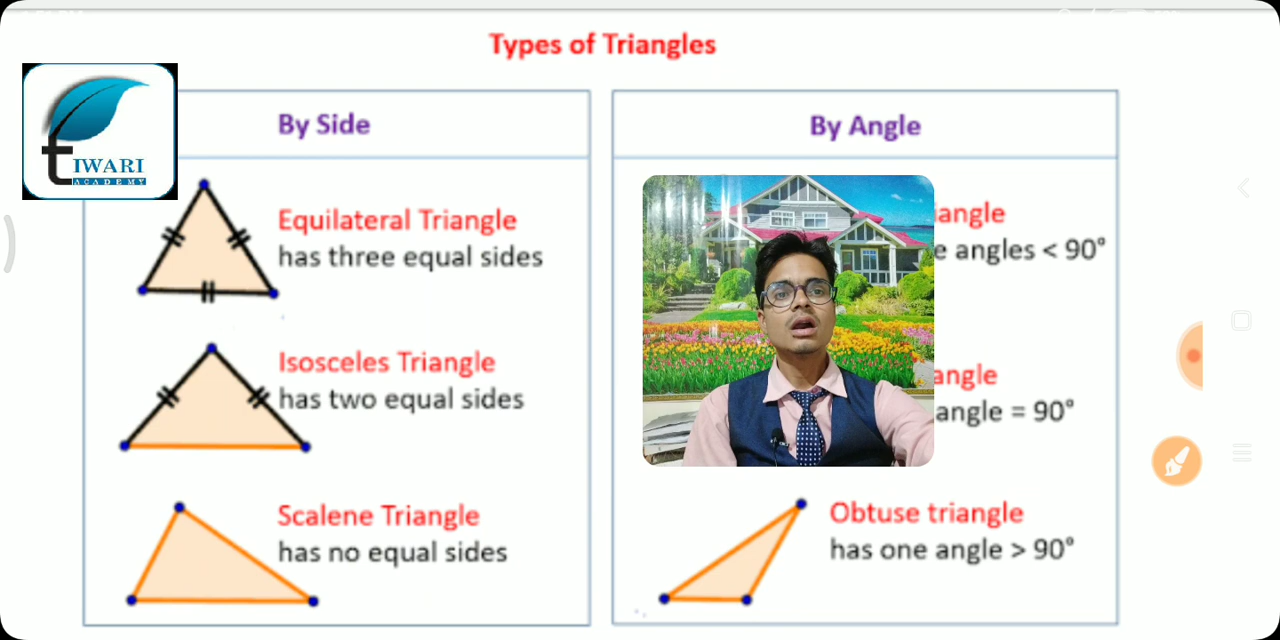 Types of Triangles
tIWARI
ACADEMY
By Side
Equilateral Triangle
has three equal sides
Isosceles Triangle
has two equal sides
Scalene Triangle
has no equal sides
By Angle
iangle
e angles < 90°
angle
angle = 90°
Obtuse triangle
has one angle > 90°